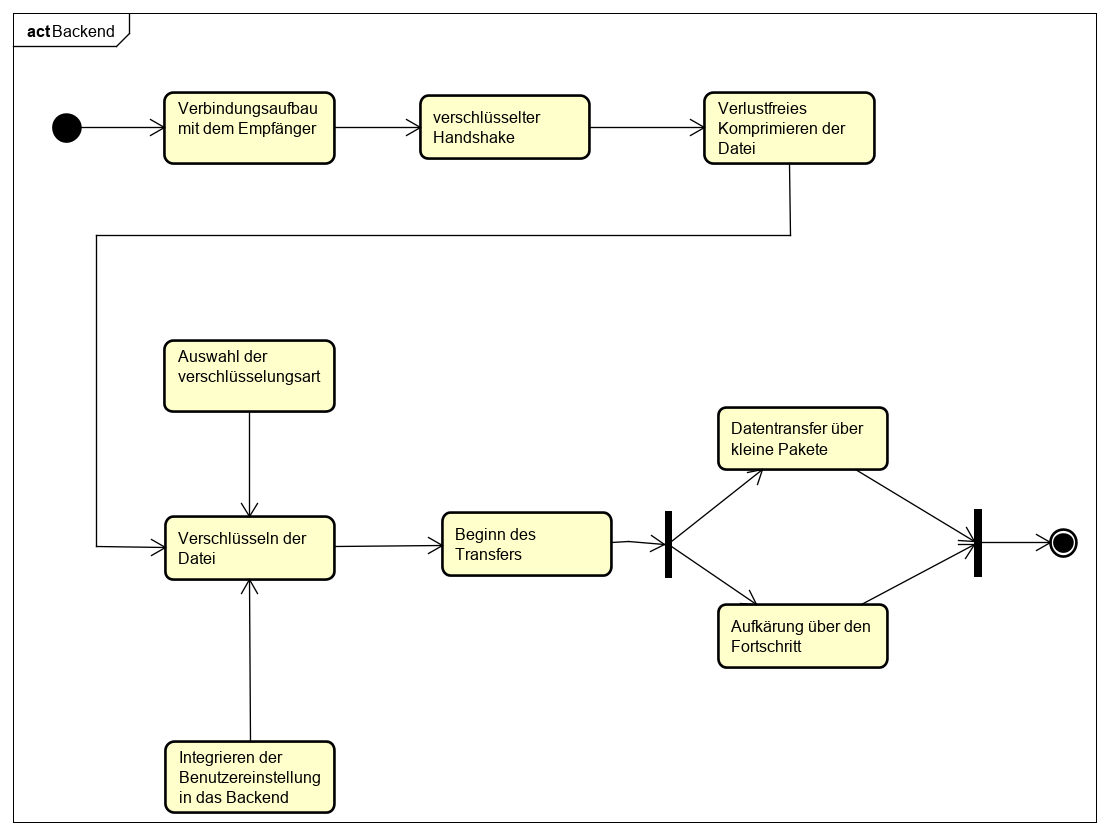 act Backend
Verbindungsaufbau
mit dem Empfänger
verschlüsselter
Handshake
Verlustfreies
Komprimieren der
Datei
Auswahl der
verschlüsselungsart
Datentransfer über
kleine Pakete
Verschlüsseln der
Datei
Beginn des
Transfers
Aufkärung über den
Fortschritt
Integrieren der
Benutzereinstellung
in das Backend